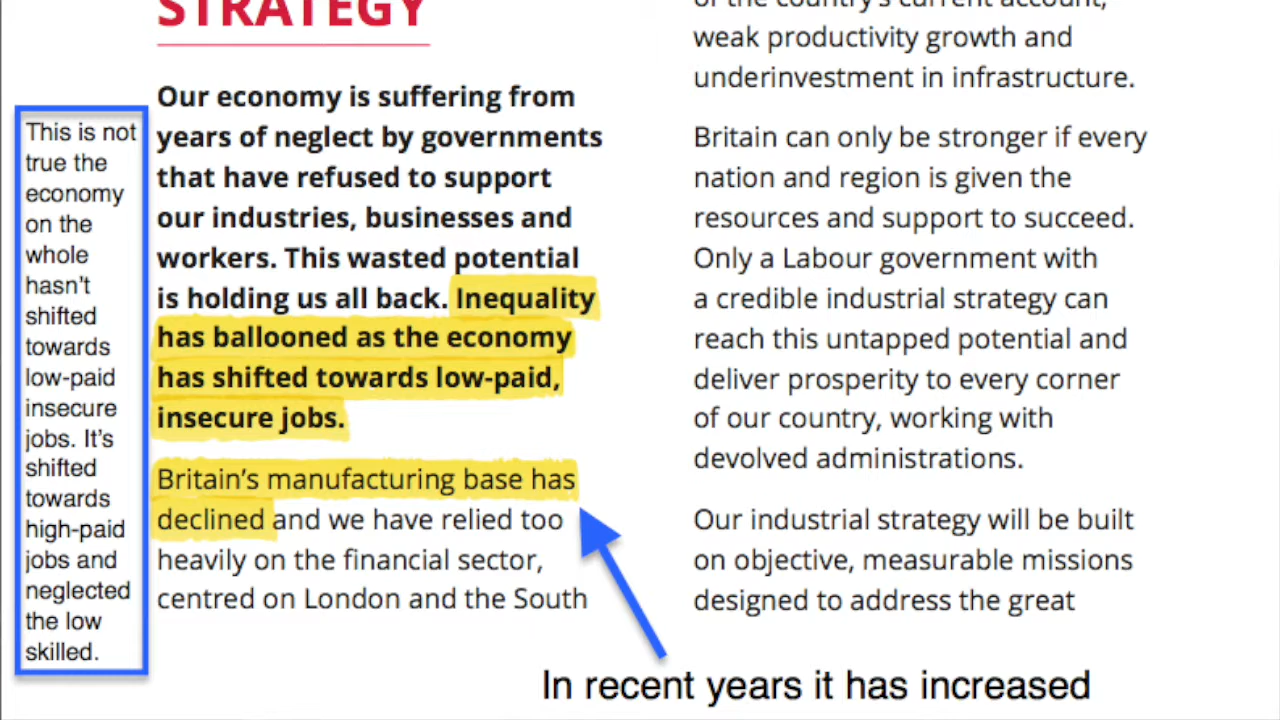 STRATEGY
This is not
true the
economy
on the
whole
hasn't
shifted
towards
low-paid
insecure
jobs. It's
shifted
towards
high-paid
jobs and
neglected
the low
skilled.
Our economy is suffering from
years of neglect by governments
that have refused to support
our industries, businesses and
workers. This wasted potential
is holding us all back. Inequality
has ballooned as the economy
has shifted towards low-paid,
insecure jobs.
Britain's manufacturing base has
declined and we have relied too
heavily on the financial sector,
centred on London and the South
of the country's current account,
weak productivity growth and
underinvestment in infrastructure.
Britain can only be stronger if every
nation and region is given the
resources and support to succeed.
Only a Labour government with
a credible industrial strategy can
reach this untapped potential and
deliver prosperity to every corner
of our country, working with
devolved administrations.
Our industrial strategy will be built
on objective, measurable missions
designed to address the great
In recent years it has increased